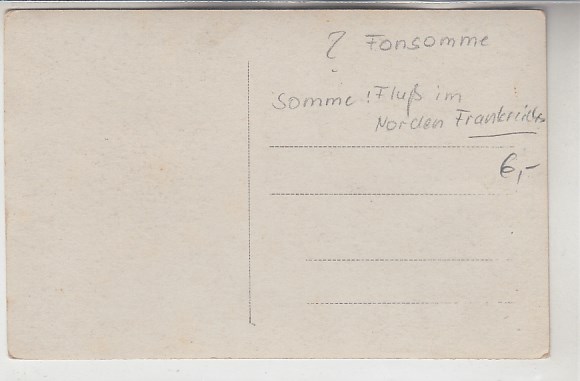 ? Fonsomme
Somme ! Fluß im
Norden Frankreichs
6,-